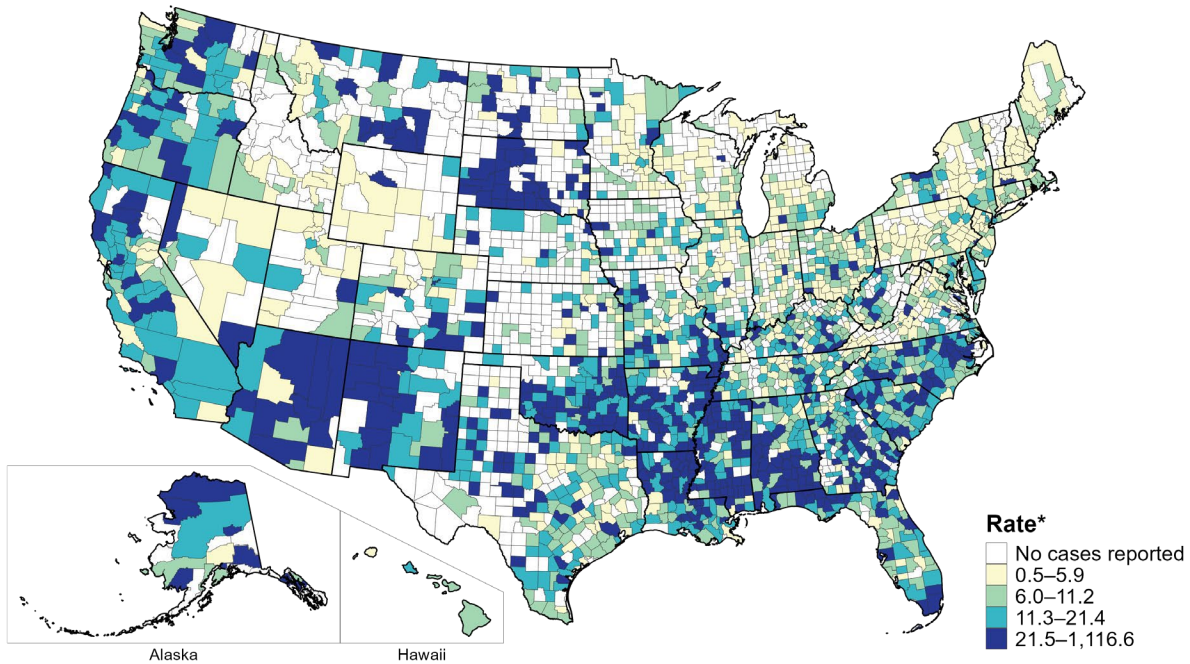 Rate*
No cases reported
0.5–5.9
6.0–11.2
11.3–21.4
21.5–1,116.6
Alaska
Hawaii